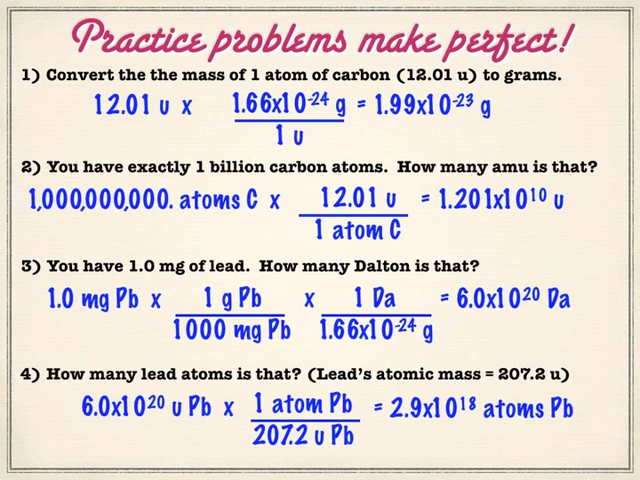 Practice problems make perfect!
1) Convert the the mass of 1 atom of carbon (12.01 u) to grams.
12.01 u x 1.66x10⁻²⁴ g = 1.99x10⁻²³ g
1 u
2) You have exactly 1 billion carbon atoms. How many amu is that?
1,000,000,000. atoms C x 12.01 u = 1.201x10¹⁰ u
1 atom C
3) You have 1.0 mg of lead. How many Dalton is that?
1.0 mg Pb x 1 g Pb x 1 Da = 6.0x10²⁰ Da
1000 mg Pb 1.66x10⁻²⁴ g
4) How many lead atoms is that? (Lead's atomic mass = 207.2 u)
6.0x10²⁰ u Pb x 1 atom Pb = 2.9x10¹⁸ atoms Pb
207.2 u Pb